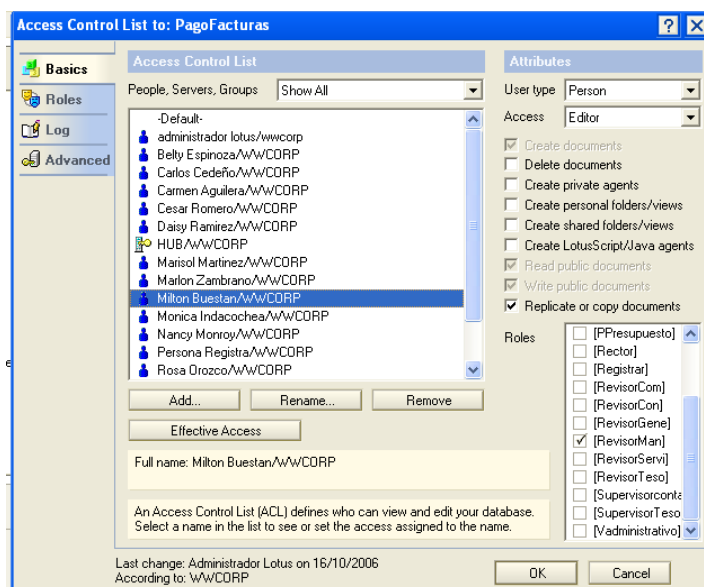 Access Control List to: PagoFacturas
Basics
Roles
Log
Advanced
Access Control List
People, Servers, Groups
Show All
-Default-
administrador lotus/wwcorp
Belty Espinoza/WWCORP
Carlos Cedeño/WWCORP
Carmen Aguilera/WWCORP
Cesar Romero/WWCORP
Daisy Ramirez/WWCORP
HUB/WWCORP
Marisol Martinez/WWCORP
Marlon Zambrano/WWCORP
Milton Buestan/WWCORP
Monica Indacochea/WWCORP
Nancy Monroy/WWCORP
Persona Registra/WWCORP
Rosa Orozco/WWCORP
Add...
Rename...
Remove
Effective Access
Full name: Milton Buestan/WWCORP
An Access Control List (ACL) defines who can view and edit your database.
Select a name in the list to see or set the access assigned to the name.
Attributes
User type
Person
Access
Editor
Create documents
Delete documents
Create private agents
Create personal folders/views
Create shared folders/views
Create LotusScript/Java agents
Read public documents
Write public documents
Replicate or copy documents
Roles
[PPresupuesto]
[Rector]
[Registrar]
[RevisorCom]
[RevisorCon]
[RevisorGene]
[RevisorMan]
[RevisorServi]
[RevisorTeso]
[Supervisorconta
[SupervisorTeso
[Vadministrativo]
Last change: Administrador Lotus on 16/10/2006
According to: WWCORP
OK
Cancel